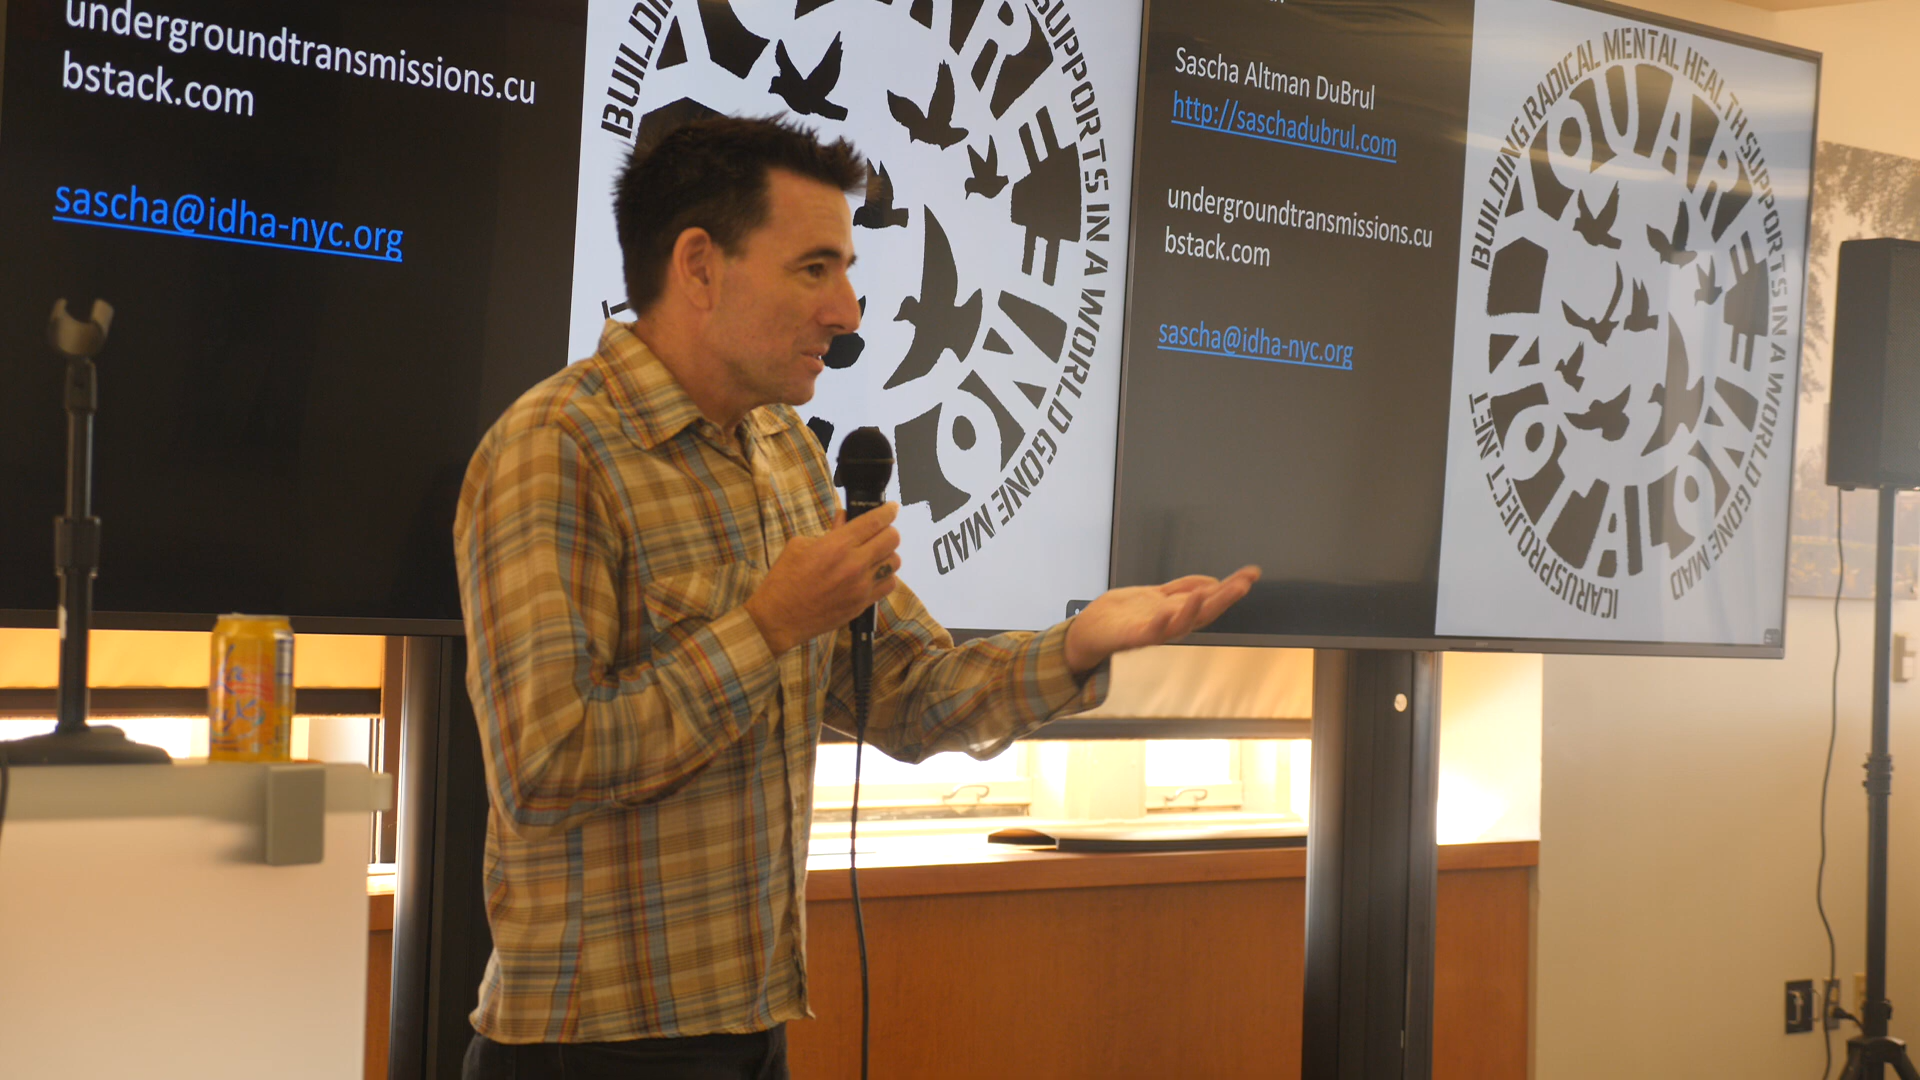 undergroundtransmissions.cu
bstack.com
sascha@idha-nyc.org
SUPPORTS IN A WORLD GONE MAD
Sascha Altman DuBrul
http://saschadubrul.com
undergroundtransmissions.cu
bstack.com
sascha@idha-nyc.org
BUILDING RADICAL MENTAL HEALTH SUPPORTS IN A WORLD GONE MAD
YOU ARE
NOT ALONE
ICARUSPROJECT.NET